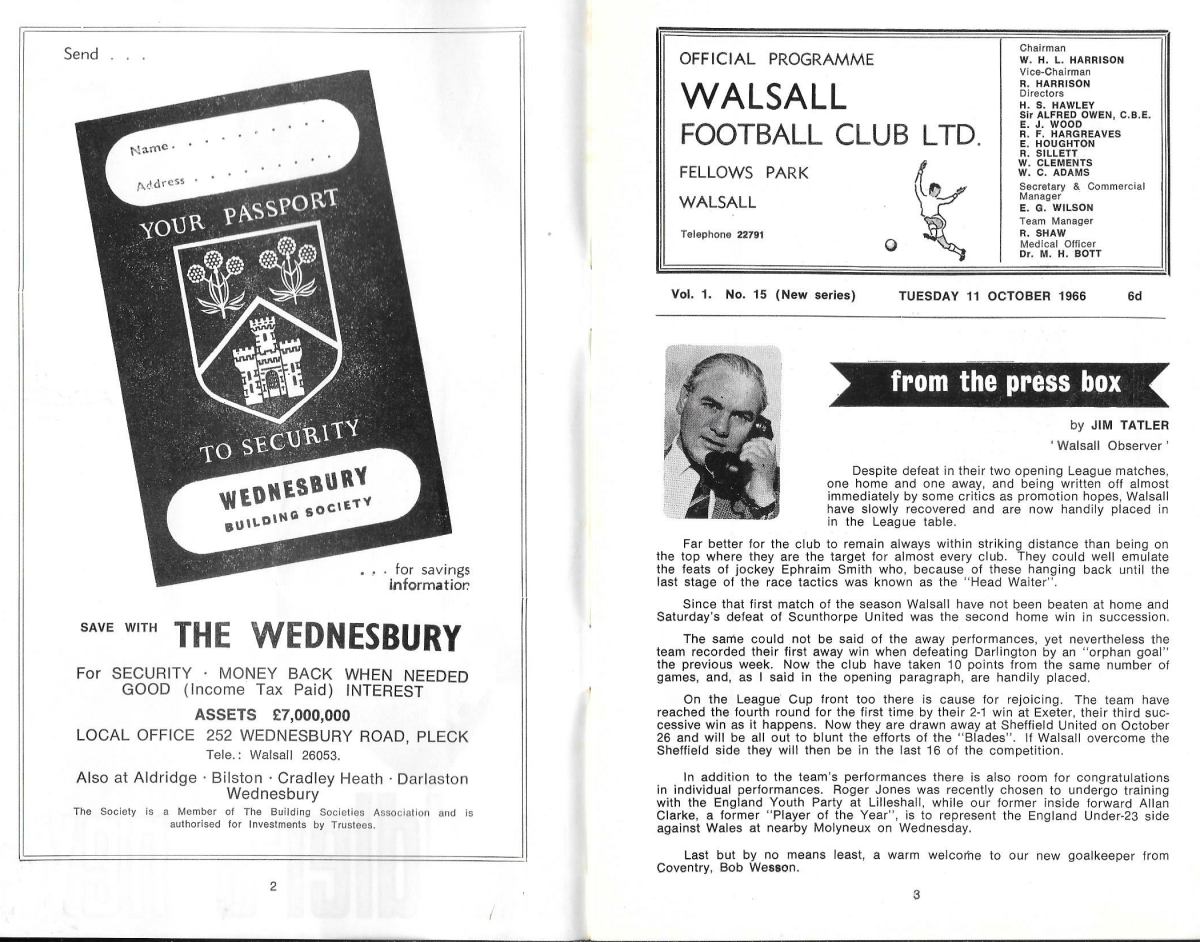 Send . . .
Name. . . . . . . . . .
Address . . . . . . . . .
YOUR PASSPORT
TO SECURITY
WEDNESBURY
BUILDING SOCIETY
. . . for savings
information
SAVE WITH THE WEDNESBURY
For SECURITY · MONEY BACK WHEN NEEDED
GOOD (Income Tax Paid) INTEREST
ASSETS £7,000,000
LOCAL OFFICE 252 WEDNESBURY ROAD, PLECK
Tele.: Walsall 26053.
Also at Aldridge · Bilston · Cradley Heath · Darlaston
Wednesbury
The Society is a Member of The Building Societies Association and is
authorised for Investments by Trustees.
2
OFFICIAL PROGRAMME
WALSALL
FOOTBALL CLUB LTD.
FELLOWS PARK
WALSALL
Telephone 22791
Chairman
W. H. L. HARRISON
Vice-Chairman
R. HARRISON
Directors
H. S. HAWLEY
Sir ALFRED OWEN, C.B.E.
E. J. WOOD
R. F. HARGREAVES
E. HOUGHTON
R. SILLETT
W. CLEMENTS
W. C. ADAMS
Secretary & Commercial
Manager
E. G. WILSON
Team Manager
R. SHAW
Medical Officer
Dr. M. H. BOTT
Vol. 1. No. 15 (New series) TUESDAY 11 OCTOBER 1966 6d
from the press box
by JIM TATLER
‘Walsall Observer’
Despite defeat in their two opening League matches,
one home and one away, and being written off almost
immediately by some critics as promotion hopes, Walsall
have slowly recovered and are now handily placed in
in the League table.
Far better for the club to remain always within striking distance than being on
the top where they are the target for almost every club. They could well emulate
the feats of jockey Ephraim Smith who, because of these hanging back until the
last stage of the race tactics was known as the "Head Waiter".
Since that first match of the season Walsall have not been beaten at home and
Saturday's defeat of Scunthorpe United was the second home win in succession.
The same could not be said of the away performances, yet nevertheless the
team recorded their first away win when defeating Darlington by an "orphan goal"
the previous week. Now the club have taken 10 points from the same number of
games, and, as I said in the opening paragraph, are handily placed.
On the League Cup front too there is cause for rejoicing. The team have
reached the fourth round for the first time by their 2-1 win at Exeter, their third suc-
cessive win as it happens. Now they are drawn away at Sheffield United on October
26 and will be all out to blunt the efforts of the "Blades". If Walsall overcome the
Sheffield side they will then be in the last 16 of the competition.
In addition to the team's performances there is also room for congratulations
in individual performances. Roger Jones was recently chosen to undergo training
with the England Youth Party at Lilleshall, while our former inside forward Allan
Clarke, a former "Player of the Year", is to represent the England Under-23 side
against Wales at nearby Molyneux on Wednesday.
Last but by no means least, a warm welcome to our new goalkeeper from
Coventry, Bob Wesson.
3